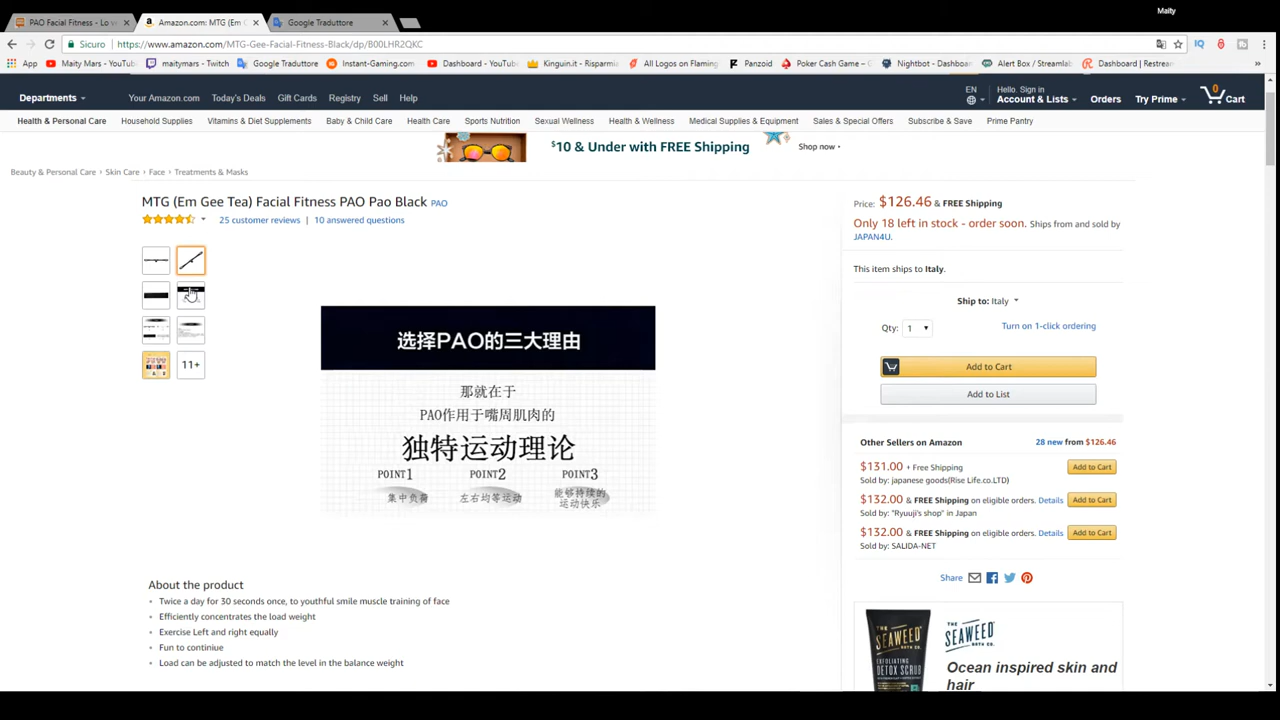 Maity
PAO Facial Fitness - Lo v
Amazon.com: MTG (Em G
Google Traduttore
Sicuro
https://www.amazon.com/MTG-Gee-Facial-Fitness-Black/dp/B00LHR2QKC
App
Maity Mars - YouTub
maitymars - Twitch
Google Traduttore
Instant-Gaming.com
Dashboard - YouTub
Kinguin.it - Risparmia
All Logos on Flaming
Panzoid
Poker Cash Game –
Nightbot - Dashboa
Alert Box / Streamlab
Dashboard | Restrea
Departments
Your Amazon.com
Today's Deals
Gift Cards
Registry
Sell
Help
EN
Hello. Sign in
Account & Lists
Orders
Try Prime
0
Cart
Health & Personal Care
Household Supplies
Vitamins & Diet Supplements
Baby & Child Care
Health Care
Sports Nutrition
Sexual Wellness
Health & Wellness
Medical Supplies & Equipment
Sales & Special Offers
Subscribe & Save
Prime Pantry
$10 & Under with FREE Shipping
Shop now ›
Beauty & Personal Care › Skin Care › Face › Treatments & Masks
MTG (Em Gee Tea) Facial Fitness PAO Pao Black PAO
25 customer reviews | 10 answered questions
11+
选择PAO的三大理由
那就在于
PAO作用于嘴周肌肉的
独特运动理论
POINT1
POINT2
POINT3
集中负荷
左右均等运动
能够持续的
运动快乐
About the product
Twice a day for 30 seconds once, to youthful smile muscle training of face
Efficiently concentrates the load weight
Exercise Left and right equally
Fun to continiue
Load can be adjusted to match the level in the balance weight
Price: $126.46 & FREE Shipping
Only 18 left in stock - order soon. Ships from and sold by
JAPAN4U.
This item ships to Italy.
Ship to: Italy
Qty: 1
Turn on 1-click ordering
Add to Cart
Add to List
Other Sellers on Amazon
28 new from $126.46
$131.00 + Free Shipping
Add to Cart
Sold by: japanese goods(Rise Life.co.LTD)
$132.00 & FREE Shipping on eligible orders. Details
Add to Cart
Sold by: "Ryuuji's shop" in Japan
$132.00 & FREE Shipping on eligible orders. Details
Add to Cart
Sold by: SALIDA-NET
Share
THE
SEAWEED
BATH CO.
EXFOLIATING
DETOX SCRUB
THE
SEAWEED
BATH CO.
Ocean inspired skin and
hair